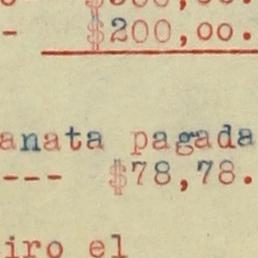 - $200,oo.
anata pagada
--- $78,78.
iro el